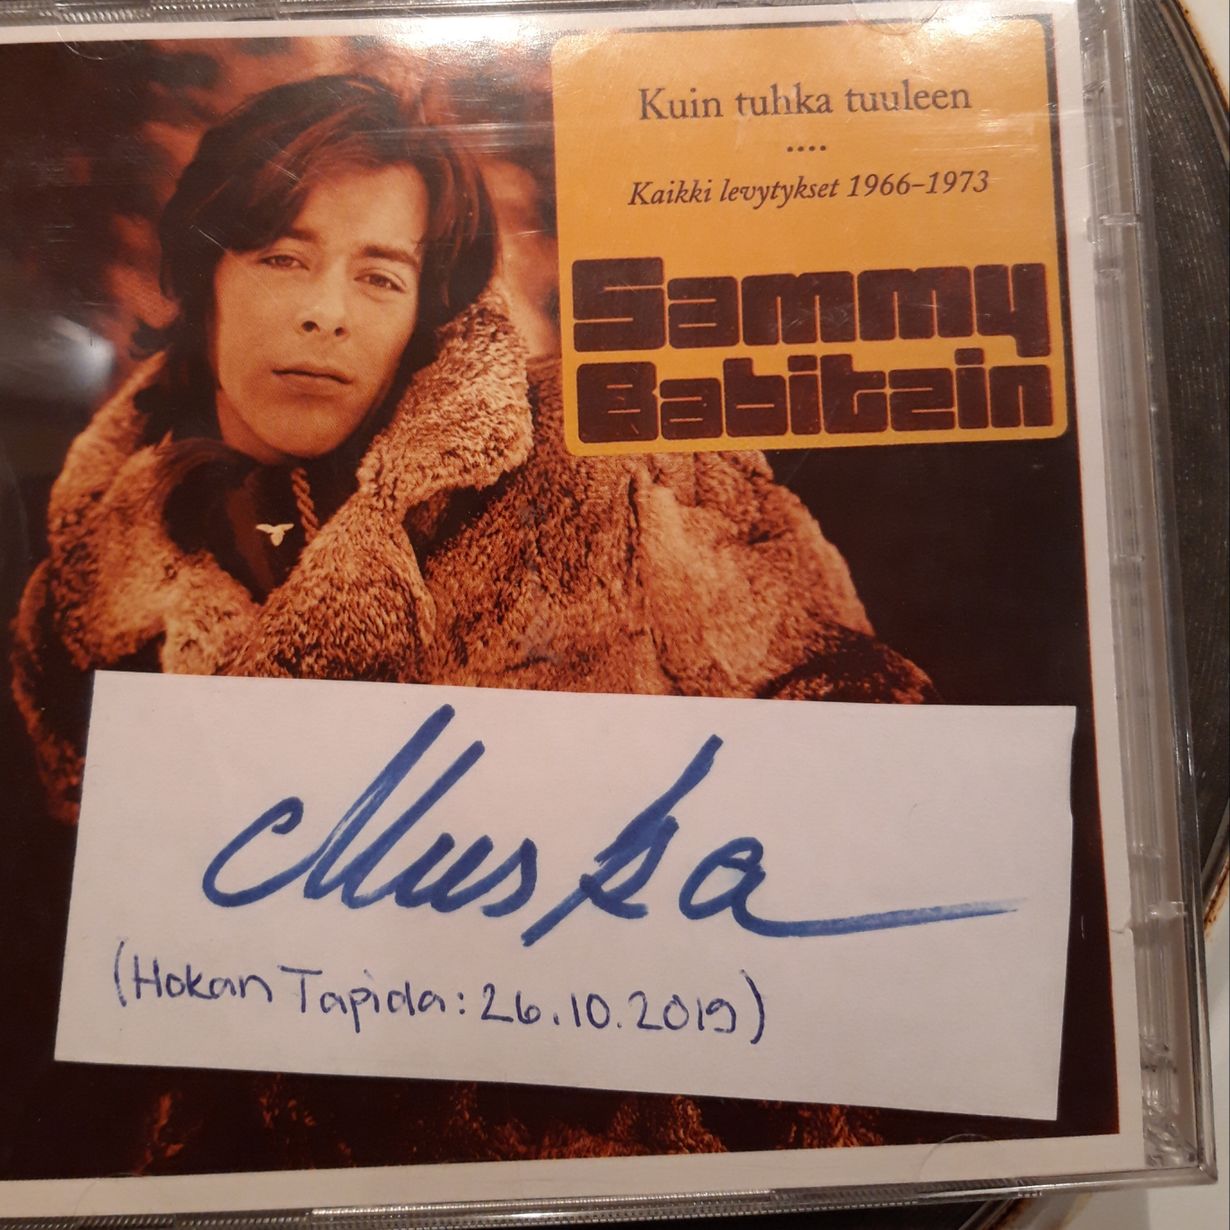 Kuin tuhka tuuleen
....
Kaikki levytykset 1966–1973
Sammy
Babitzin
Muska
(Hokan Tapida: 26.10.2019)